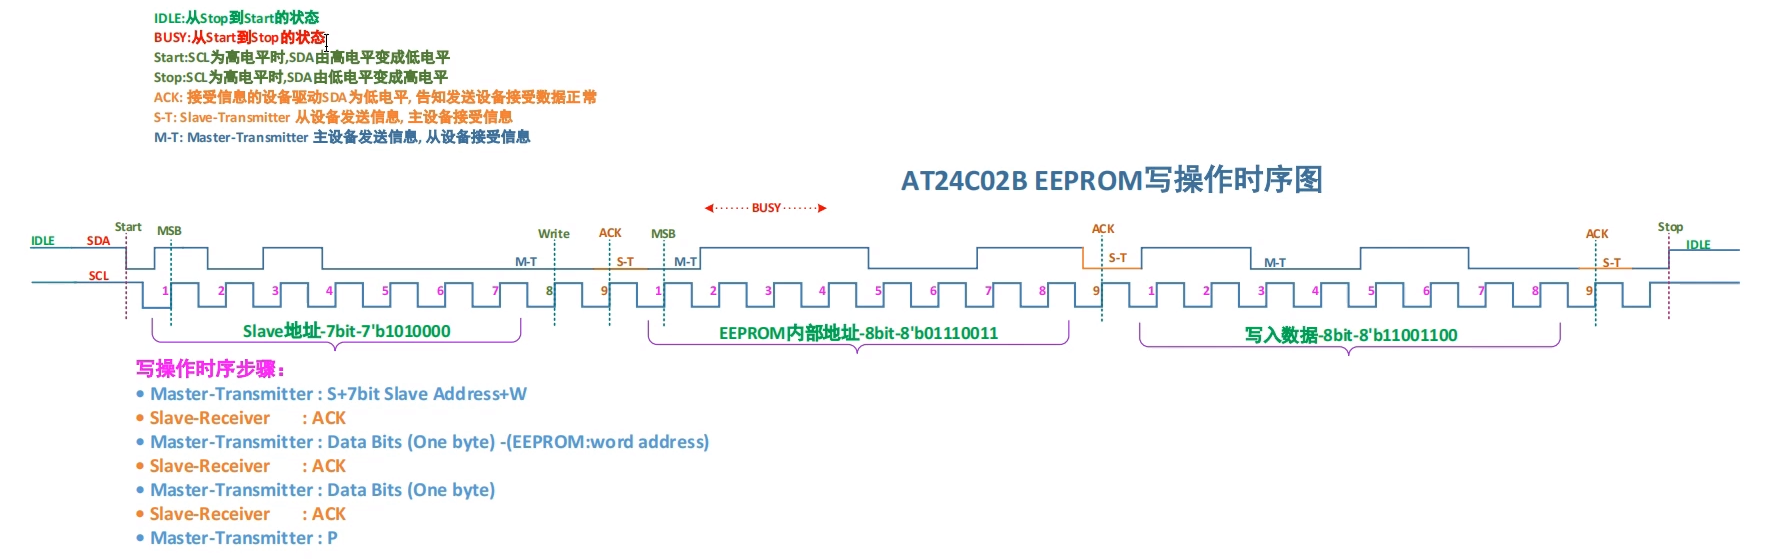 IDLE:从Stop到Start的状态
BUSY:从Start到Stop的状态
Start:SCL为高电平时,SDA由高电平变成低电平
Stop:SCL为高电平时,SDA由低电平变成高电平
ACK: 接受信息的设备驱动SDA为低电平, 告知发送设备接受数据正常
S-T: Slave-Transmitter 从设备发送信息, 主设备接受信息
M-T: Master-Transmitter 主设备发送信息, 从设备接受信息
AT24C02B EEPROM写操作时序图
BUSY
Start MSB Write ACK MSB ACK ACK Stop
IDLE SDA M-T S-T M-T S-T M-T S-T IDLE
SCL
1 2 3 4 5 6 7 8 9 1 2 3 4 5 6 7 8 9 1 2 3 4 5 6 7 8 9
Slave地址-7bit-7'b1010000 EEPROM内部地址-8bit-8'b01110011 写入数据-8bit-8'b11001100
写操作时序步骤：
• Master-Transmitter : S+7bit Slave Address+W
• Slave-Receiver : ACK
• Master-Transmitter : Data Bits (One byte) -(EEPROM:word address)
• Slave-Receiver : ACK
• Master-Transmitter : Data Bits (One byte)
• Slave-Receiver : ACK
• Master-Transmitter : P